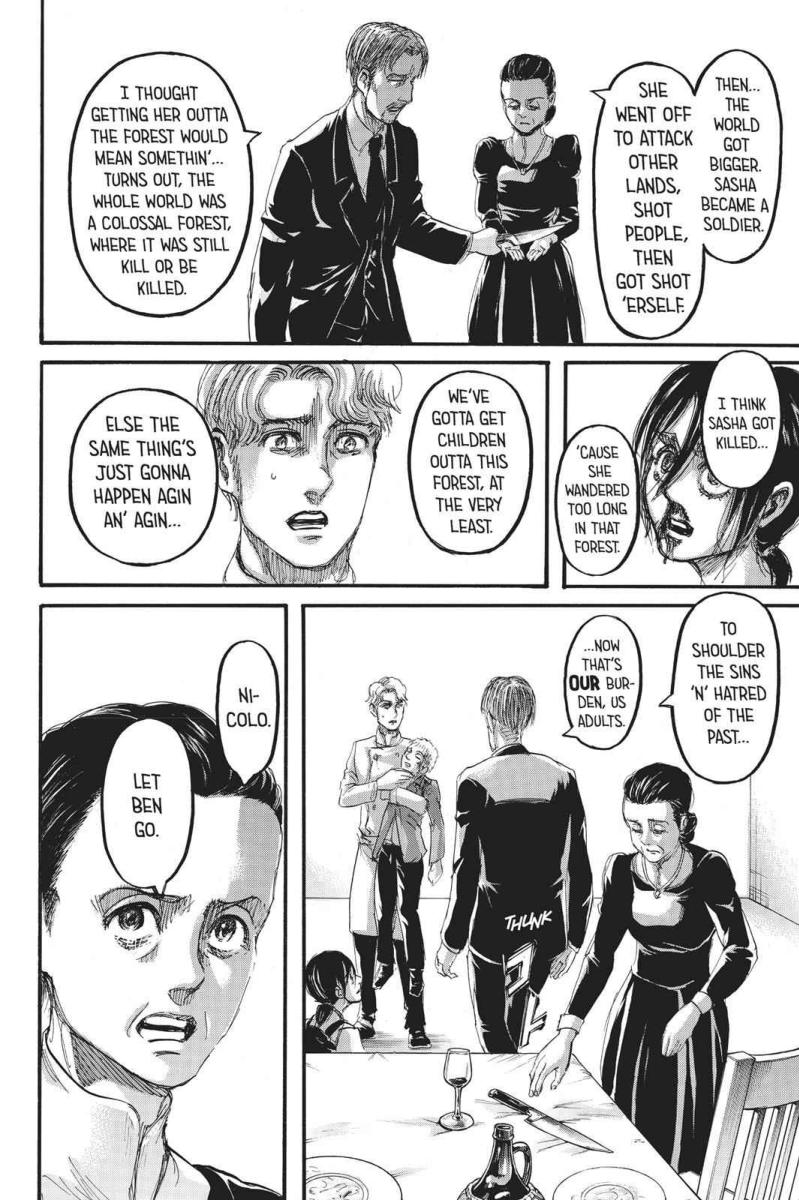 THEN...
THE
WORLD
GOT
BIGGER.
SASHA
BECAME A
SOLDIER.
SHE
WENT OFF
TO ATTACK
OTHER
LANDS,
SHOT
PEOPLE,
THEN
GOT SHOT
'ERSELF.
I THOUGHT
GETTING HER OUTTA
THE FOREST WOULD
MEAN SOMETHIN'...
TURNS OUT, THE
WHOLE WORLD WAS
A COLOSSAL FOREST,
WHERE IT WAS STILL
KILL OR BE
KILLED.
I THINK
SASHA GOT
KILLED...
'CAUSE
SHE
WANDERED
TOO LONG
IN THAT
FOREST.
WE'VE
GOTTA GET
CHILDREN
OUTTA THIS
FOREST, AT
THE VERY
LEAST.
ELSE THE
SAME THING'S
JUST GONNA
HAPPEN AGIN
AN' AGIN...
TO
SHOULDER
THE SINS
'N' HATRED
OF THE
PAST...
...NOW
THAT'S
OUR BUR-
DEN, US
ADULTS.
THUNK
NI-
COLO.
LET
BEN
GO.